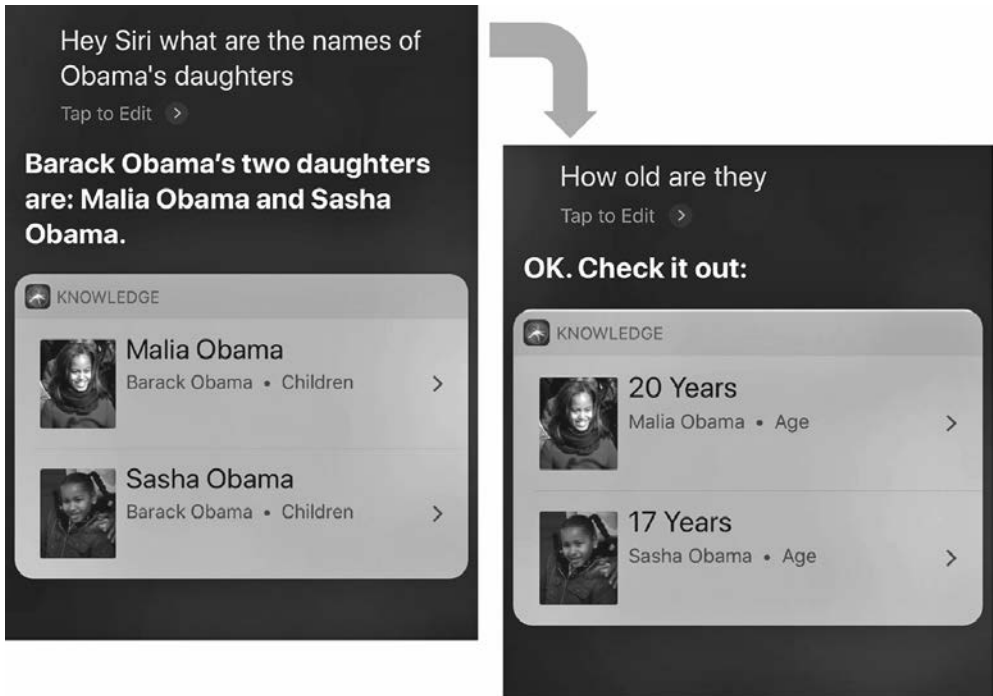 Hey Siri what are the names of
Obama's daughters
Tap to Edit >
Barack Obama's two daughters
are: Malia Obama and Sasha
Obama.
KNOWLEDGE
Malia Obama
Barack Obama • Children
Sasha Obama
Barack Obama • Children
How old are they
Tap to Edit >
OK. Check it out:
KNOWLEDGE
20 Years
Malia Obama • Age
17 Years
Sasha Obama • Age